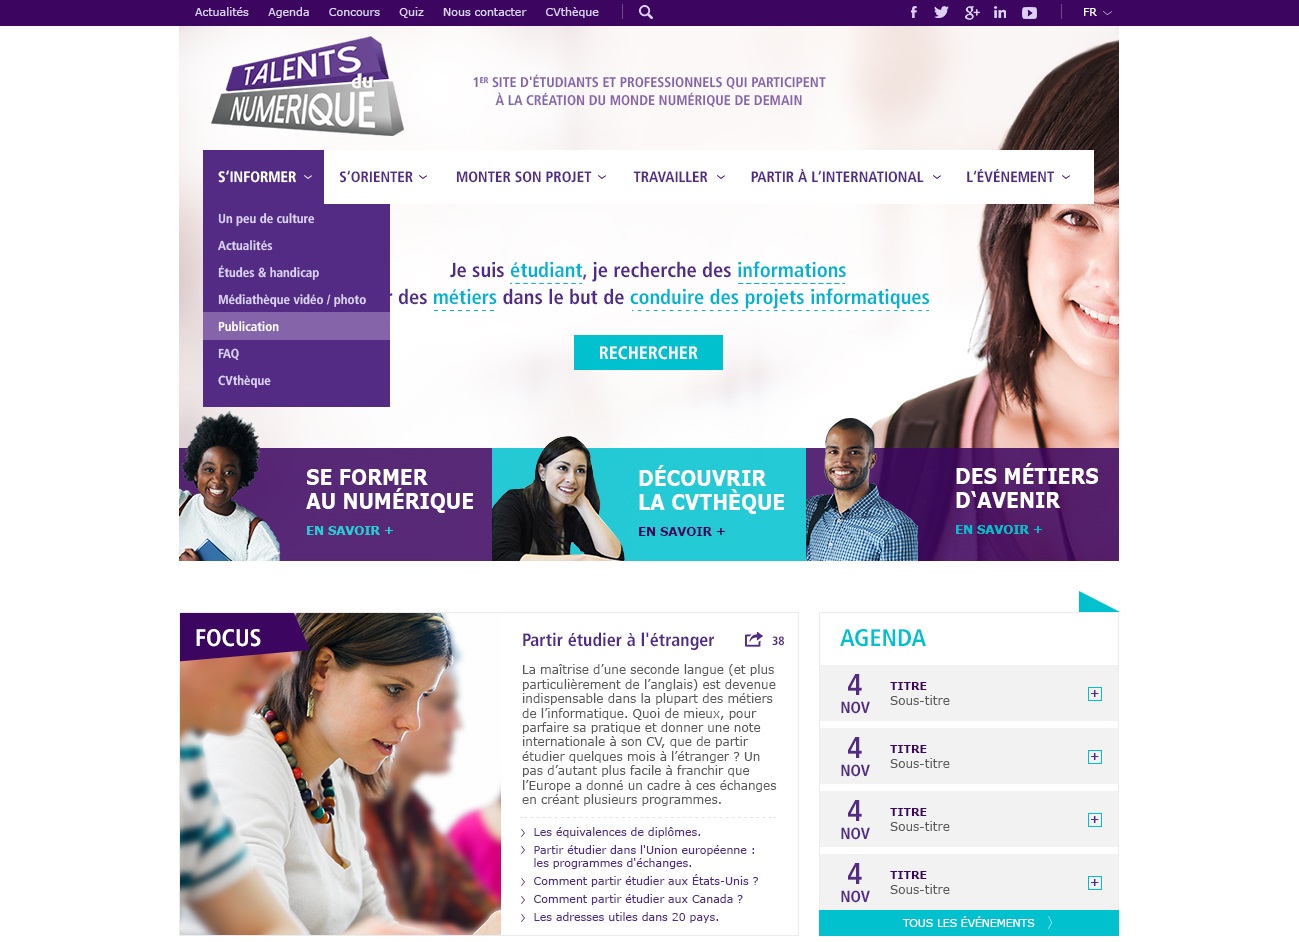 Actualités Agenda Concours Quiz Nous contacter CVthèque
FR
TALENTS
du
NUMERIQUE
1ER SITE D'ÉTUDIANTS ET PROFESSIONNELS QUI PARTICIPENT
À LA CRÉATION DU MONDE NUMÉRIQUE DE DEMAIN
S'INFORMER S'ORIENTER MONTER SON PROJET TRAVAILLER PARTIR À L'INTERNATIONAL L'ÉVÉNEMENT
Un peu de culture
Actualités
Études & handicap
Médiathèque vidéo / photo
Publication
FAQ
CVthèque
Je suis étudiant, je recherche des informations
des métiers dans le but de conduire des projets informatiques
RECHERCHER
SE FORMER
AU NUMÉRIQUE
EN SAVOIR +
DÉCOUVRIR
LA CVTHÈQUE
EN SAVOIR +
DES MÉTIERS
D'AVENIR
EN SAVOIR +
FOCUS
Partir étudier à l'étranger 38
La maîtrise d'une seconde langue (et plus
particulièrement de l'anglais) est devenue
indispensable dans la plupart des métiers
de l'informatique. Quoi de mieux, pour
parfaire sa pratique et donner une note
internationale à son CV, que de partir
étudier quelques mois à l'étranger ? Un
pas d'autant plus facile à franchir que
l'Europe a donné un cadre à ces échanges
en créant plusieurs programmes.
Les équivalences de diplômes.
Partir étudier dans l'Union européenne :
les programmes d'échanges.
Comment partir étudier aux États-Unis ?
Comment partir étudier aux Canada ?
Les adresses utiles dans 20 pays.
AGENDA
4 NOV
TITRE
Sous-titre
4 NOV
TITRE
Sous-titre
4 NOV
TITRE
Sous-titre
4 NOV
TITRE
Sous-titre
TOUS LES ÉVÉNEMENTS